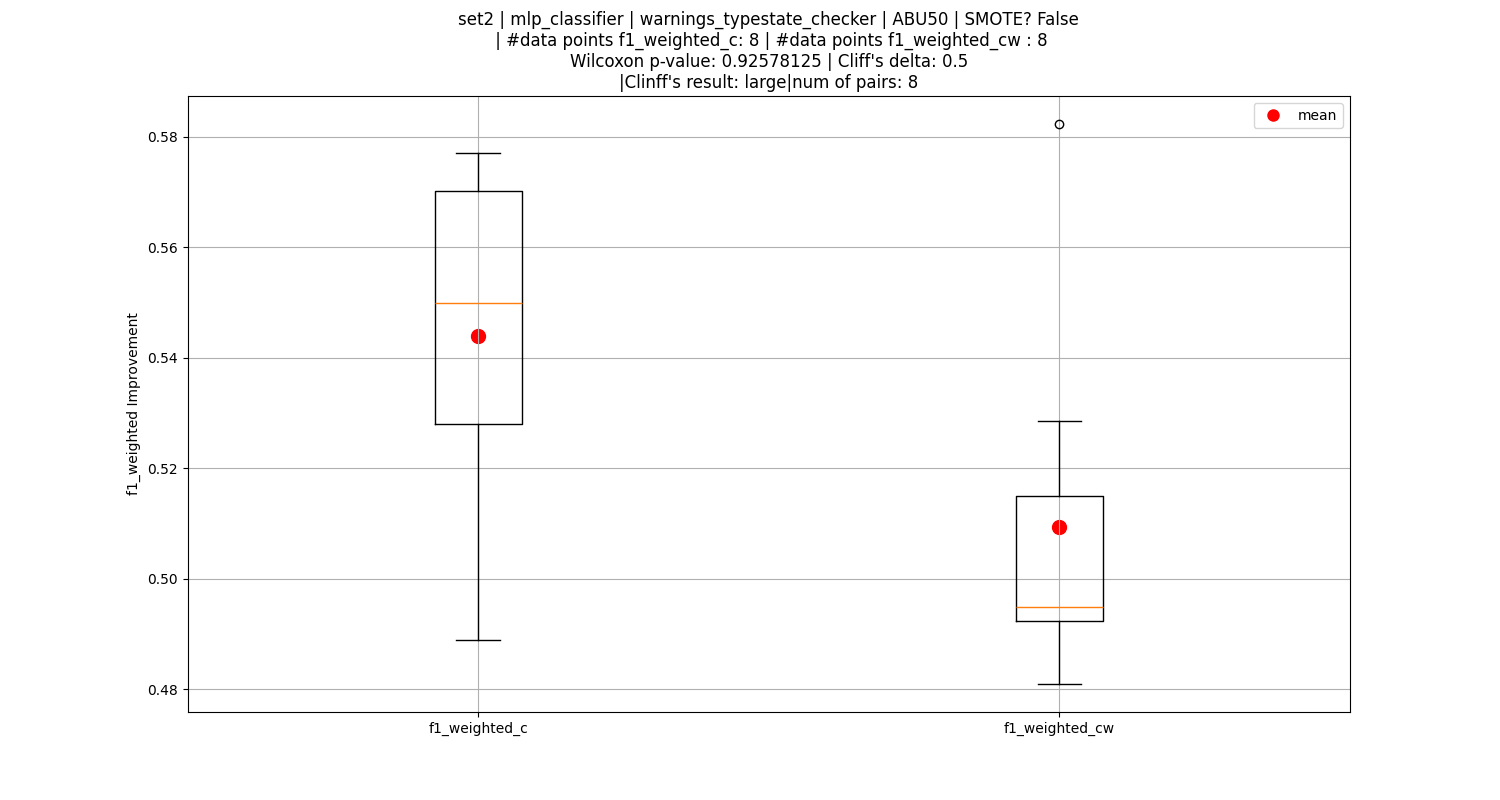 set2 | mlp_classifier | warnings_typestate_checker | ABU50 | SMOTE? False
| #data points f1_weighted_c: 8 | #data points f1_weighted_cw : 8
Wilcoxon p-value: 0.92578125 | Cliff's delta: 0.5
|Clinff's result: large|num of pairs: 8
mean
0.58
0.56
0.54
0.52
0.50
0.48
f1_weighted Improvement
f1_weighted_c
f1_weighted_cw